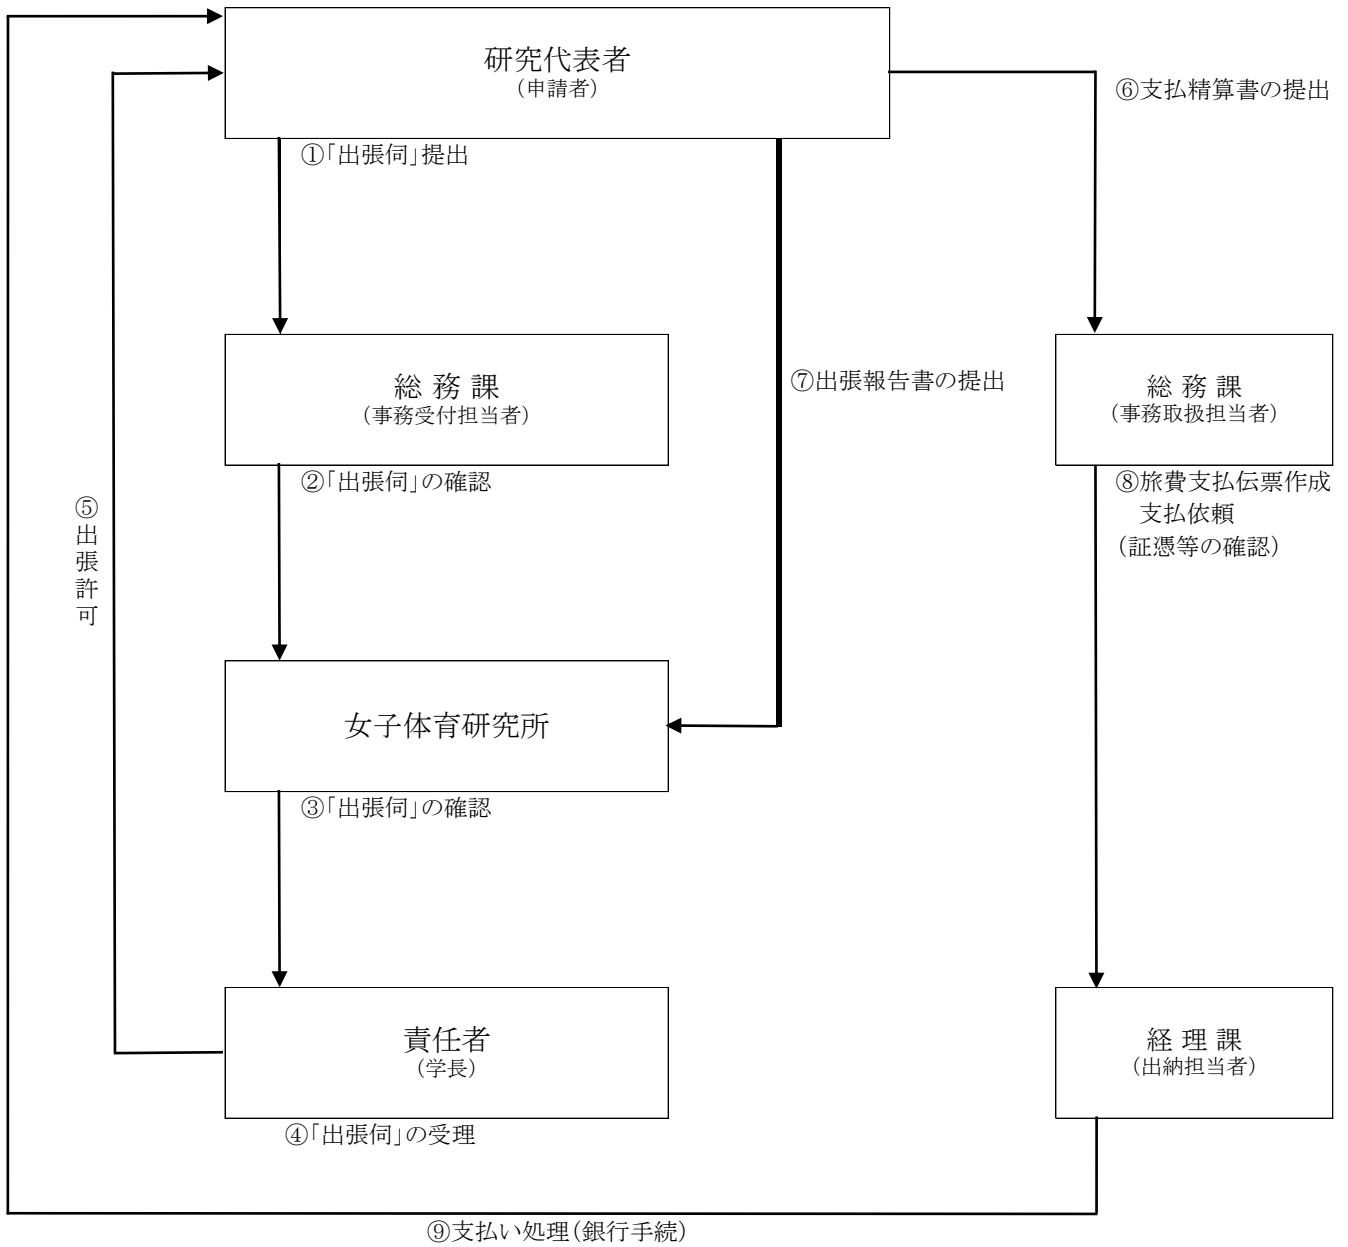 研究代表者
（申請者）
⑥支払精算書の提出
①「出張伺」提出
総 務 課
（事務受付担当者）
⑦出張報告書の提出
総 務 課
（事務取扱担当者）
②「出張伺」の確認
⑧旅費支払伝票作成
支払依頼
（証憑等の確認）
⑤出張許可
女子体育研究所
③「出張伺」の確認
責任者
（学長）
経 理 課
（出納担当者）
④「出張伺」の受理
⑨支払い処理（銀行手続）